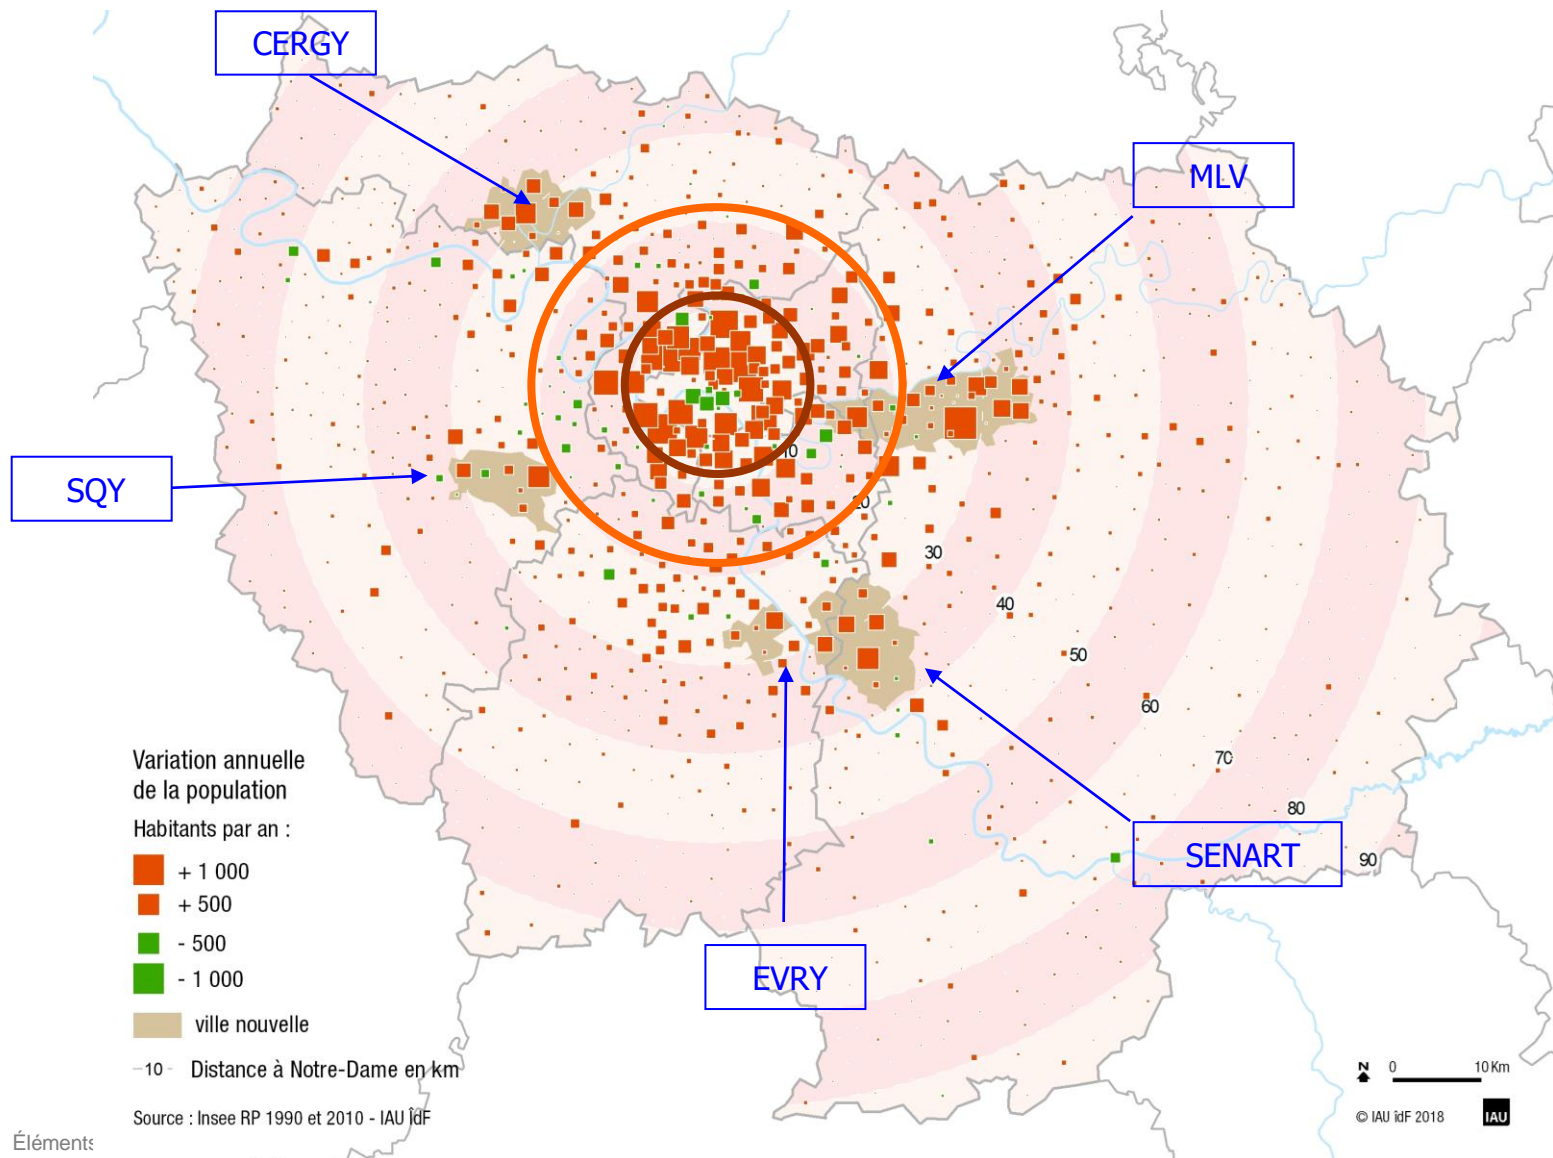 CERGY
MLV
SQY
10
20
30
40
50
60
70
80
90
SENART
EVRY
Variation annuelle
de la population
Habitants par an :
+ 1 000
+ 500
- 500
- 1 000
ville nouvelle
-10- Distance à Notre-Dame en km
Source : Insee RP 1990 et 2010 - IAU îdF
N 0 10 Km
© IAU îdF 2018 IAU
Éléments